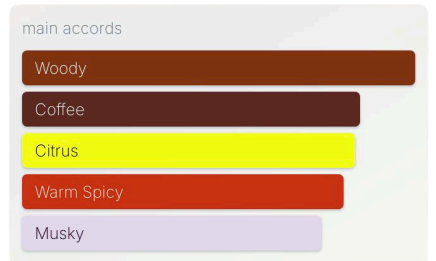 main accords
Woody
Coffee
Citrus
Warm Spicy
Musky